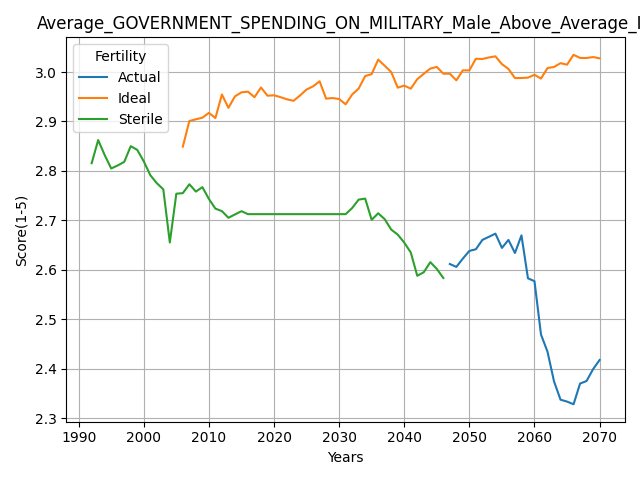 Average_GOVERNMENT_SPENDING_ON_MILITARY_Male_Above_Average_I
Fertility
Actual
Ideal
Sterile
Score(1-5)
3.0
2.9
2.8
2.7
2.6
2.5
2.4
2.3
1990 2000 2010 2020 2030 2040 2050 2060 2070
Years